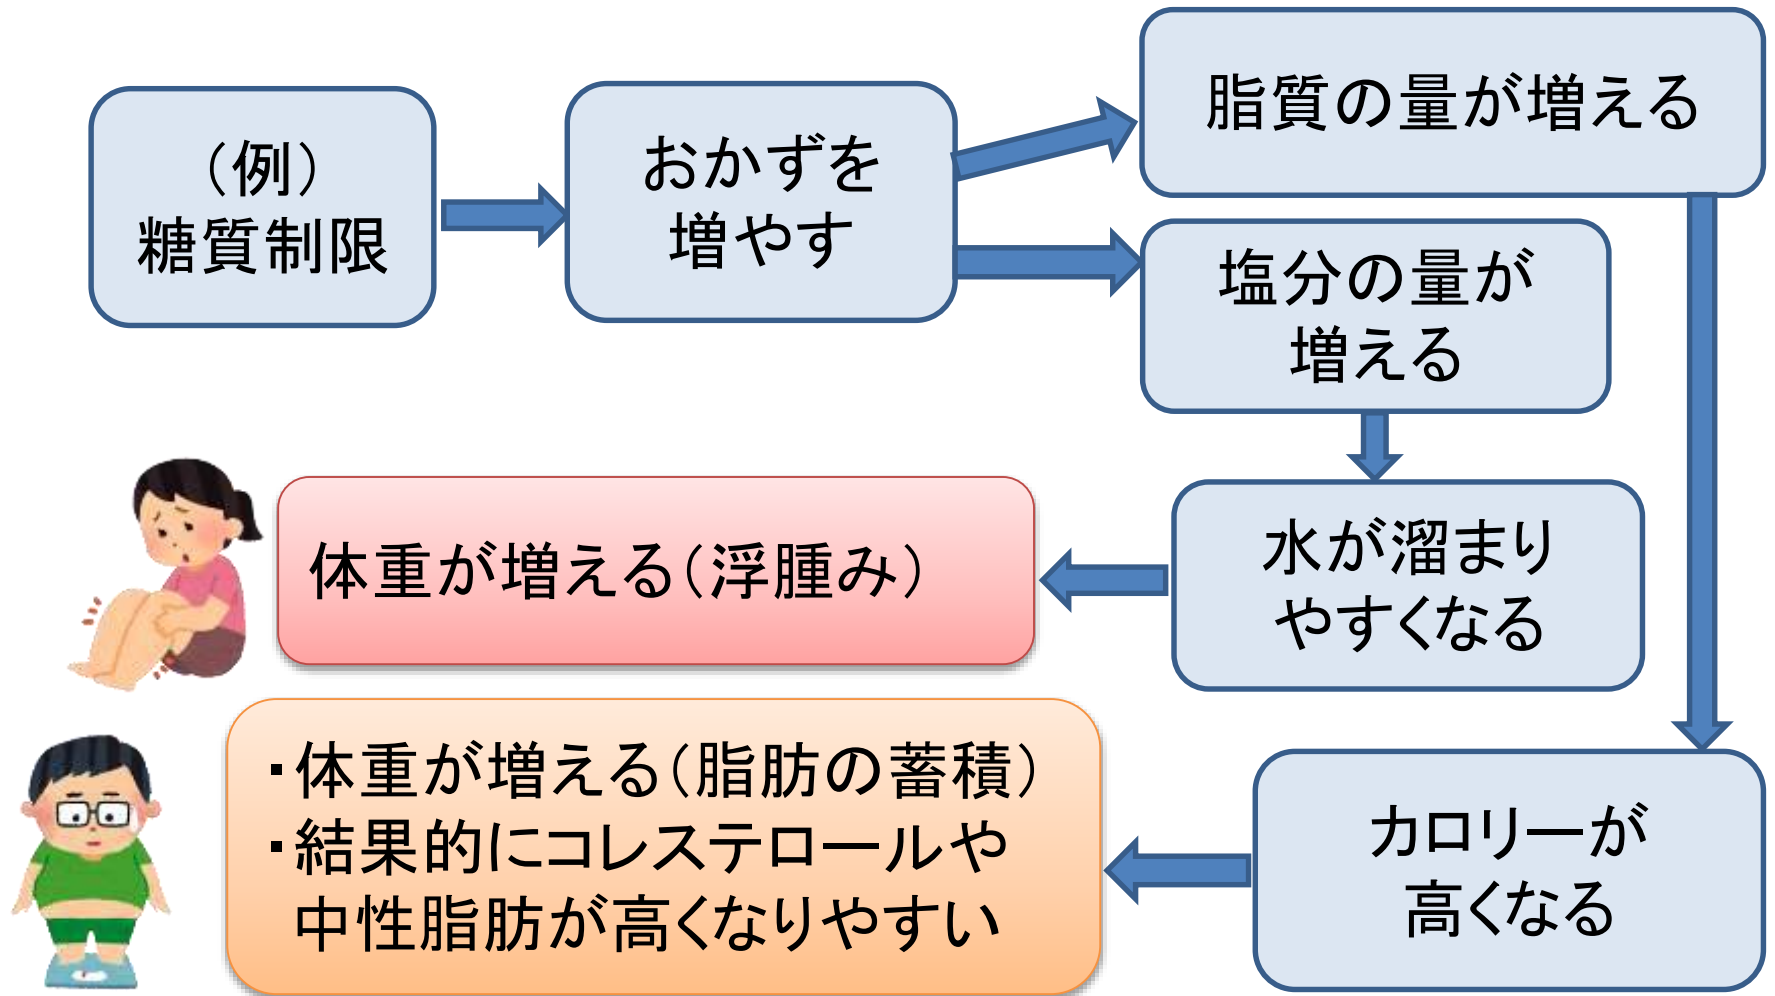 （例）
糖質制限
おかずを
増やす
脂質の量が増える
塩分の量が
増える
水が溜まり
やすくなる
体重が増える（浮腫み）
カロリーが
高くなる
・体重が増える（脂肪の蓄積）
・結果的にコレステロールや
中性脂肪が高くなりやすい